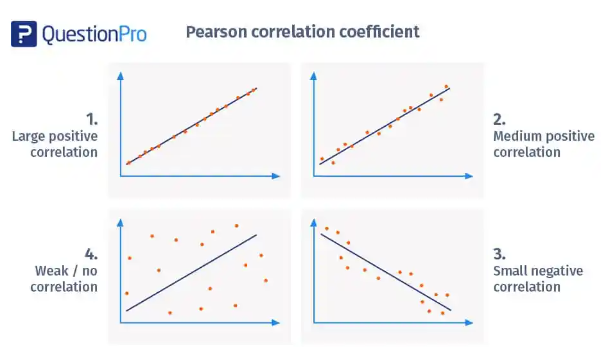 QuestionPro
Pearson correlation coefficient
1.
Large positive
correlation
2.
Medium positive
correlation
4.
Weak / no
correlation
3.
Small negative
correlation